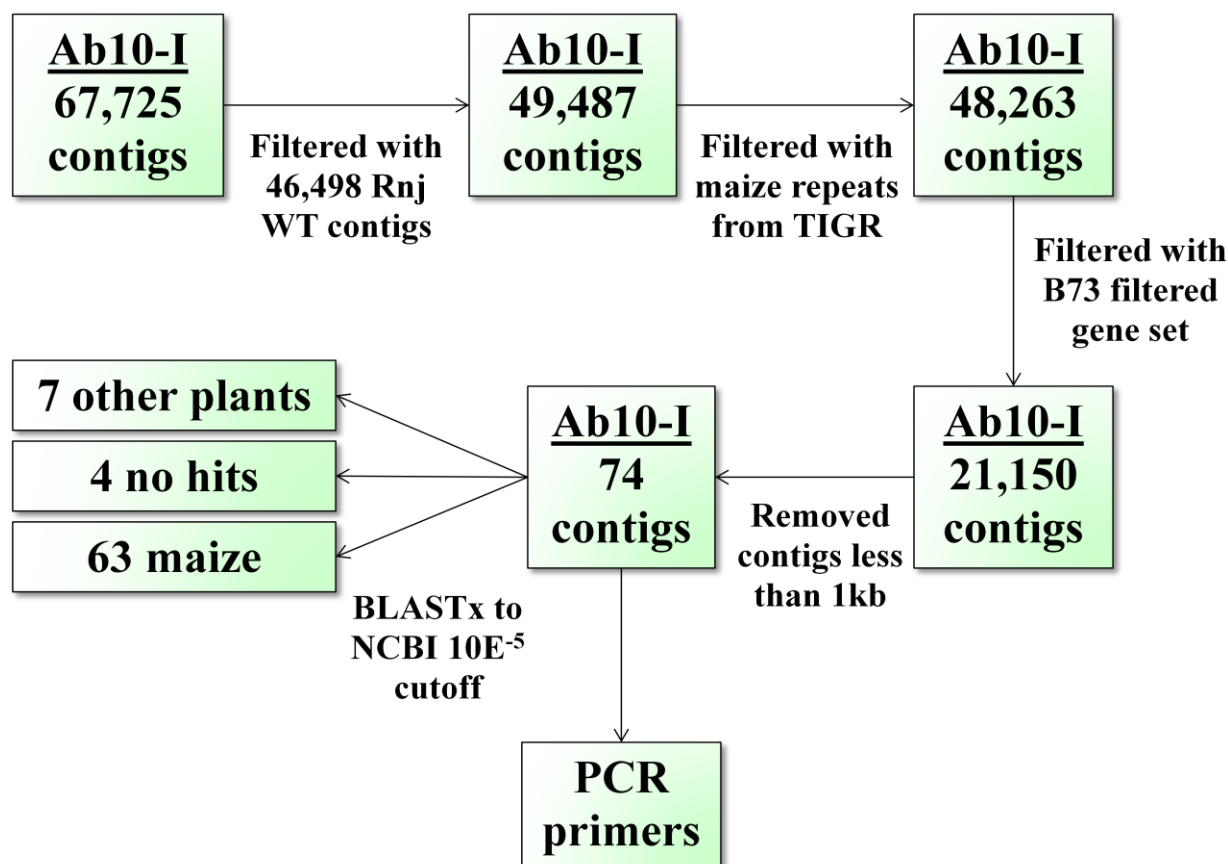 Ab10-I
67,725
contigs
Filtered with
46,498 Rnj
WT contigs
Ab10-I
49,487
contigs
Filtered with
maize repeats
from TIGR
Ab10-I
48,263
contigs
Filtered with
B73 filtered
gene set
Ab10-I
21,150
contigs
Removed
contigs less
than 1kb
Ab10-I
74
contigs
7 other plants
4 no hits
63 maize
BLASTx to
NCBI 10E⁻⁵
cutoff
PCR
primers